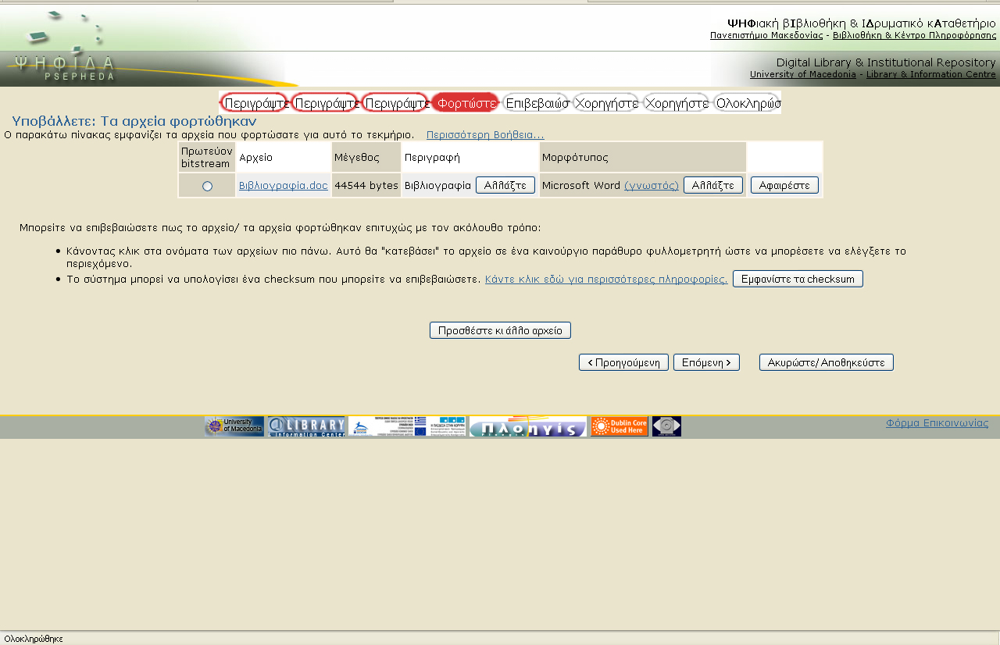 ΨΗΦιακή βΙβλιοθήκη & ΙΔρυματικό κΑταθετήριο
Πανεπιστήμιο Μακεδονίας - Βιβλιοθήκη & Κέντρο Πληροφόρησης
ΨΗΦΙΔΑ
PSEPHEDA
Digital Library & Institutional Repository
University of Macedonia - Library & Information Centre
Περιγράψτε Περιγράψτε Περιγράψτε Φορτώστε Επιβεβαιώσ Χορηγήστε Χορηγήστε Ολοκληρώσ
Υποβάλλετε: Τα αρχεία φορτώθηκαν
Ο παρακάτω πίνακας εμφανίζει τα αρχεία που φορτώσατε για αυτό το τεκμήριο. Περισσότερη Βοήθεια...
Πρωτεύον bitstream Αρχείο Μέγεθος Περιγραφή Μορφότυπος
Βιβλιογραφία.doc 44544 bytes Βιβλιογραφία Αλλάξτε Microsoft Word (γνωστός) Αλλάξτε Αφαιρέστε
Μπορείτε να επιβεβαιώσετε πως το αρχείο/ τα αρχεία φορτώθηκαν επιτυχώς με τον ακόλουθο τρόπο:
• Κάνοντας κλικ στα ονόματα των αρχείων πιο πάνω. Αυτό θα "κατεβάσει" το αρχείο σε ένα καινούργιο παράθυρο φυλλομετρητή ώστε να μπορέσετε να ελέγξετε το
περιεχόμενο.
• Το σύστημα μπορεί να υπολογίσει ένα checksum που μπορείτε να επιβεβαιώσετε. Κάντε κλικ εδώ για περισσότερες πληροφορίες. Εμφανίστε τα checksum
Προσθέστε κι άλλο αρχείο
< Προηγούμενη Επόμενη > Ακυρώστε/Αποθηκεύστε
University of Macedonia @LIBRARY Information Center Πλοηγίς Dublin Core Used Here Φόρμα Επικοινωνίας
Ολοκληρώθηκε